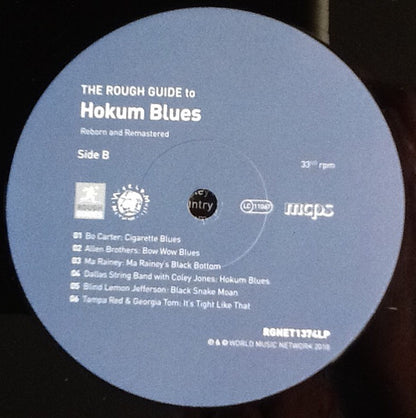 THE ROUGH GUIDE to
Hokum Blues
Reborn and Remastered
Side B
33 1/3 rpm
LC 11067
mcps
ntry
01 Bo Carter: Cigarette Blues
02 Allen Brothers: Bow Wow Blues
03 Ma Rainey: Ma Rainey's Black Bottom
04 Dallas String Band with Coley Jones: Hokum Blues
05 Blind Lemon Jefferson: Black Snake Moan
06 Tampa Red & Georgia Tom: It's Tight Like That
RGNET1374LP
℗ & © WORLD MUSIC NETWORK 2018